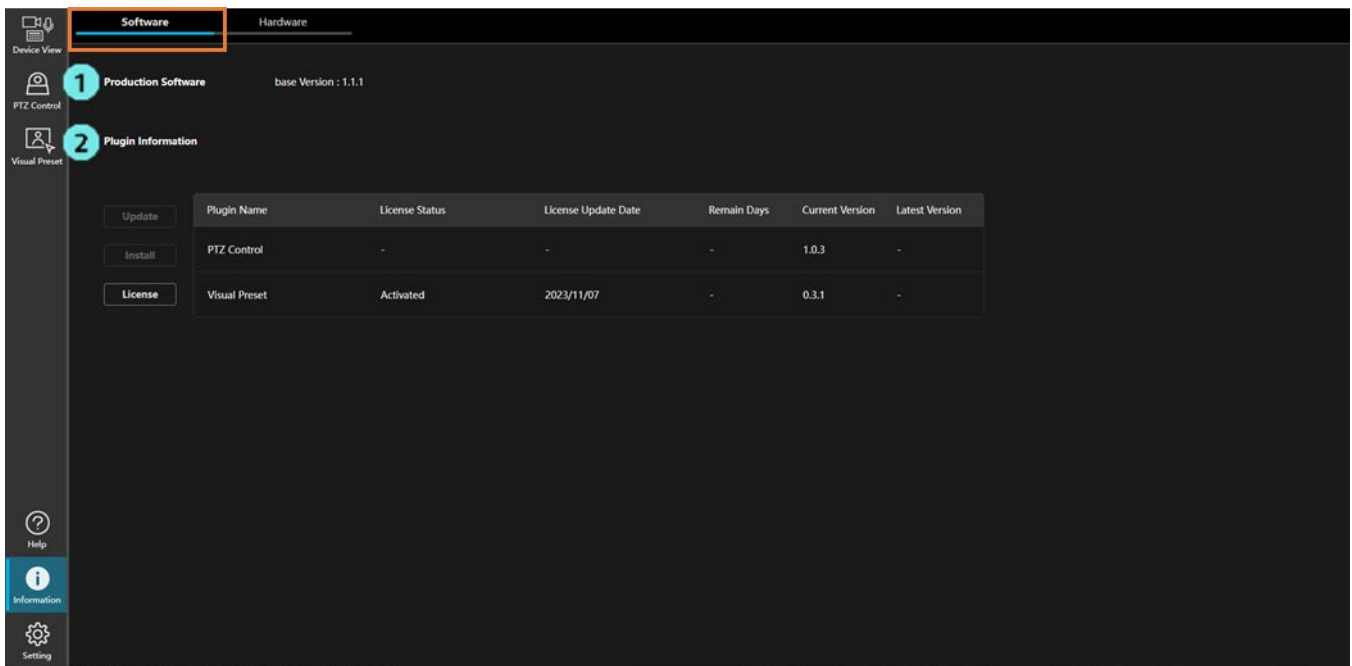 Software Hardware
Device View
1 Production Software base Version : 1.1.1
PTZ Control
2 Plugin Information
Visual Preset
Update
Install
License
Plugin Name License Status License Update Date Remain Days Current Version Latest Version
PTZ Control - - - 1.0.3 -
Visual Preset Activated 2023/11/07 - 0.3.1 -
? Help
i Information
Setting